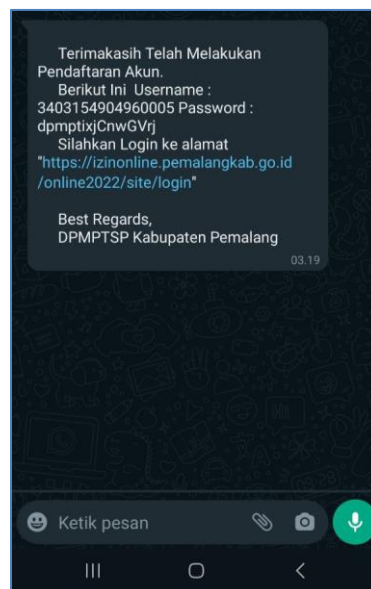 Terimakasih Telah Melakukan
Pendaftaran Akun.
Berikut Ini Username :
3403154904960005 Password :
dpmptixjCnwGVrj
Silahkan Login ke alamat
"https://izinonline.pemalangkab.go.id
/online2022/site/login"
Best Regards,
DPMPTSP Kabupaten Pemalang
03.19
Ketik pesan